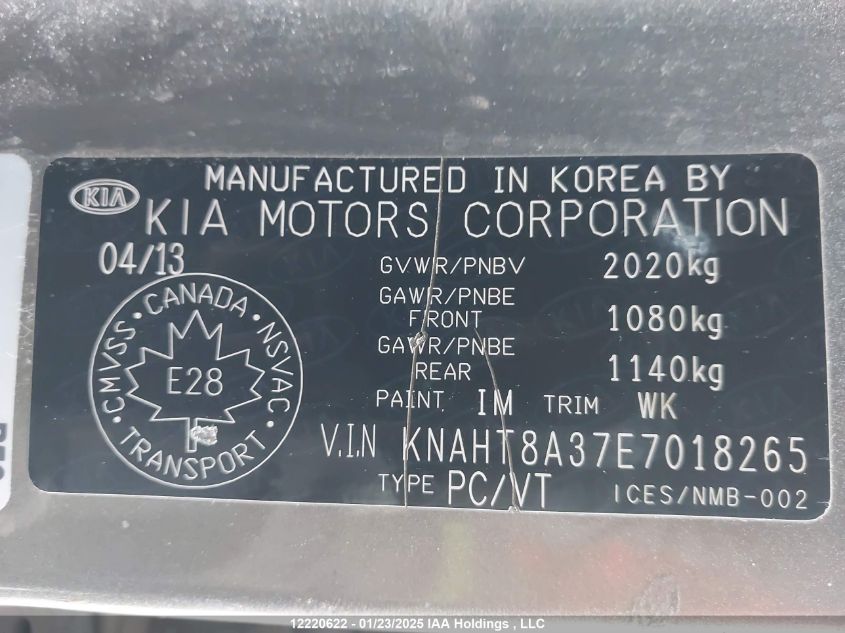 MANUFACTURED IN KOREA BY
KIA
KIA MOTORS CORPORATION
04/13
GVWR/PNBV 2020kg
GAWR/PNBE FRONT 1080kg
GAWR/PNBE REAR 1140kg
PAINT IM TRIM WK
V.I.N KNAHT8A37E7018265
TYPE PC/VT ICES/NMB-002
CANADA • NSVAC • TRANSPORT • CMVSS •
E28
12220622 - 01/23/2025 IAA Holdings , LLC